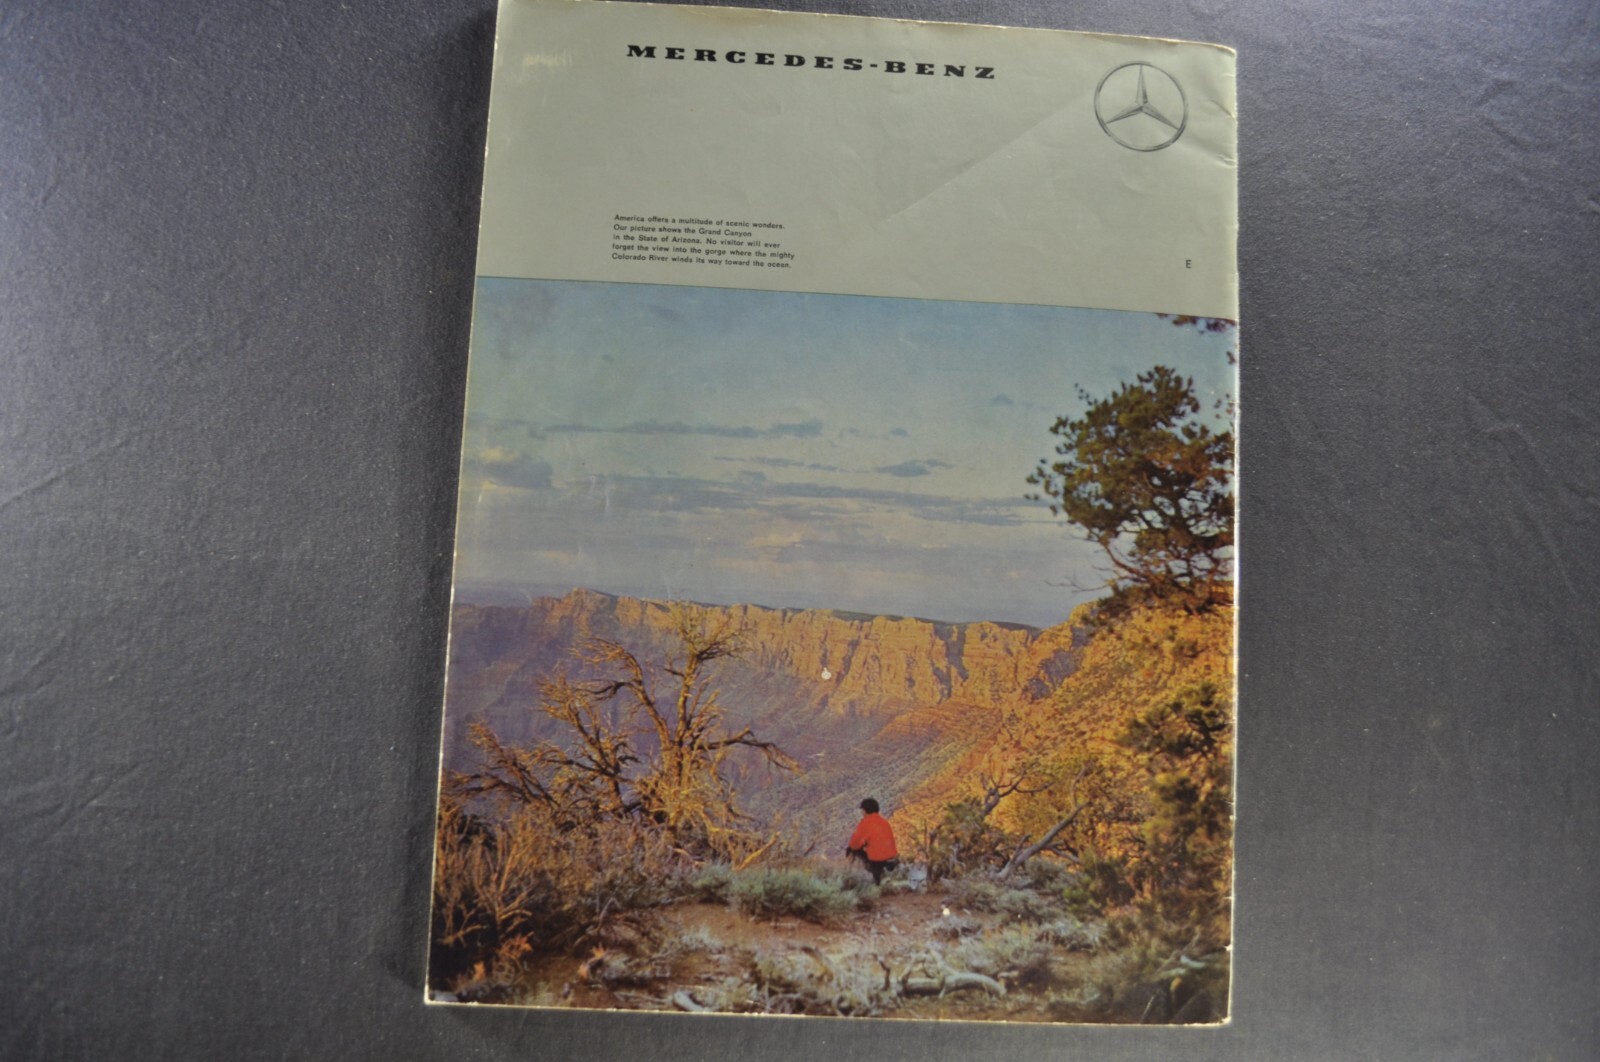 MERCEDES-BENZ
America offers a multitude of scenic wonders.
Our picture shows the Grand Canyon
in the State of Arizona. No visitor will ever
forget the view into the gorge where the mighty
Colorado River winds its way toward the ocean.
E